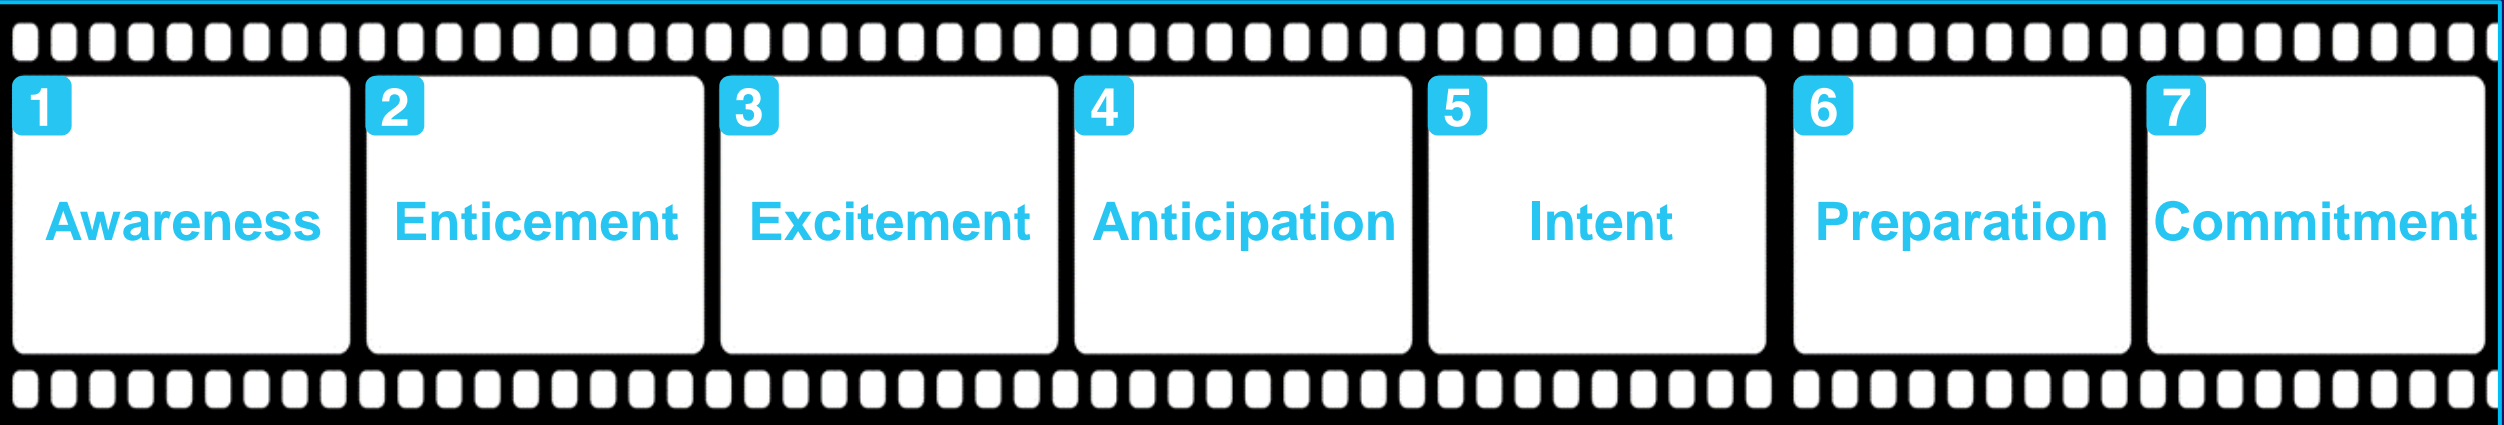 1
Awareness
2
Enticement
3
Excitement
4
Anticipation
5
Intent
6
Preparation
7
Commitment